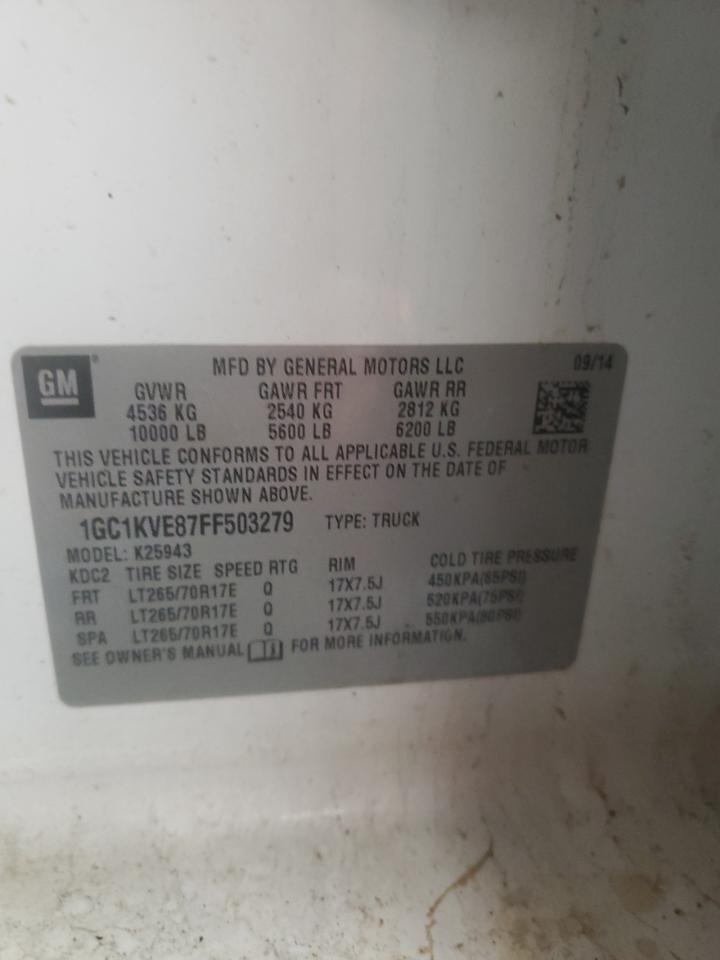 GM® MFD BY GENERAL MOTORS LLC 09/14
GVWR GAWR FRT GAWR RR
4536 KG 2540 KG 2812 KG
10000 LB 5600 LB 6200 LB
THIS VEHICLE CONFORMS TO ALL APPLICABLE U.S. FEDERAL MOTOR
VEHICLE SAFETY STANDARDS IN EFFECT ON THE DATE OF
MANUFACTURE SHOWN ABOVE.
1GC1KVE87FF503279 TYPE: TRUCK
MODEL: K25943
KDC2 TIRE SIZE SPEED RTG RIM COLD TIRE PRESSURE
FRT LT265/70R17E Q 17X7.5J 450KPA(65PSI)
RR LT265/70R17E Q 17X7.5J 520KPA(75PSI)
SPA LT265/70R17E Q 17X7.5J 550KPA(80PSI)
SEE OWNER'S MANUAL FOR MORE INFORMATION.